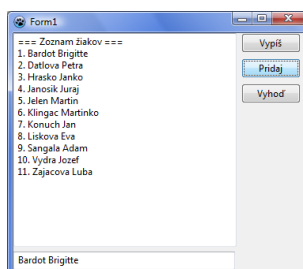 Form1
=== Zoznam žiakov ===
1. Bardot Brigitte
2. Datlova Petra
3. Hrasko Janko
4. Janosik Juraj
5. Jelen Martin
6. Klingac Martinko
7. Konuch Jan
8. Liskova Eva
9. Sangala Adam
10. Vydra Jozef
11. Zajacova Luba
Vypíš
Pridaj
Vyhoď
Bardot Brigitte